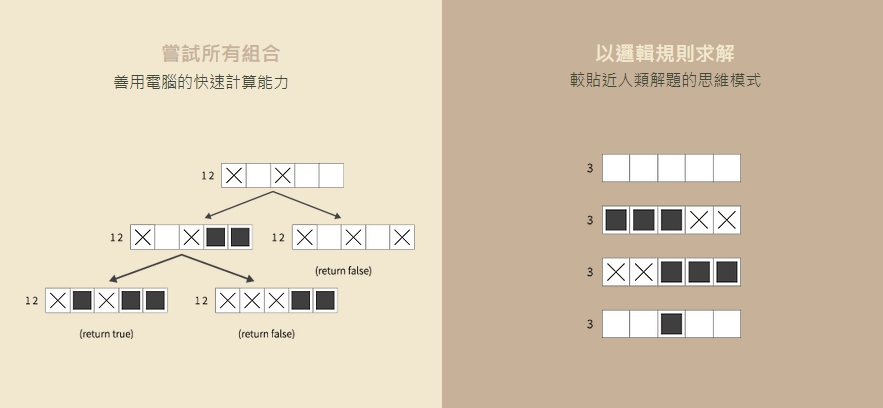 嘗試所有組合
善用電腦的快速計算能力
1 2
1 2
1 2
(return false)
1 2
1 2
(return true)
(return false)
以邏輯規則求解
較貼近人類解題的思維模式
3
3
3
3